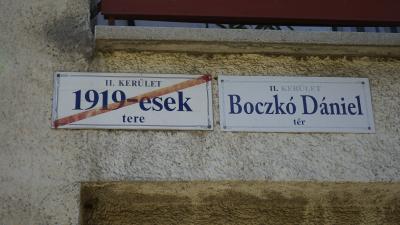 II. KERÜLET
1919-esek
tere
II. KERÜLET
Boczkó Dániel
tér